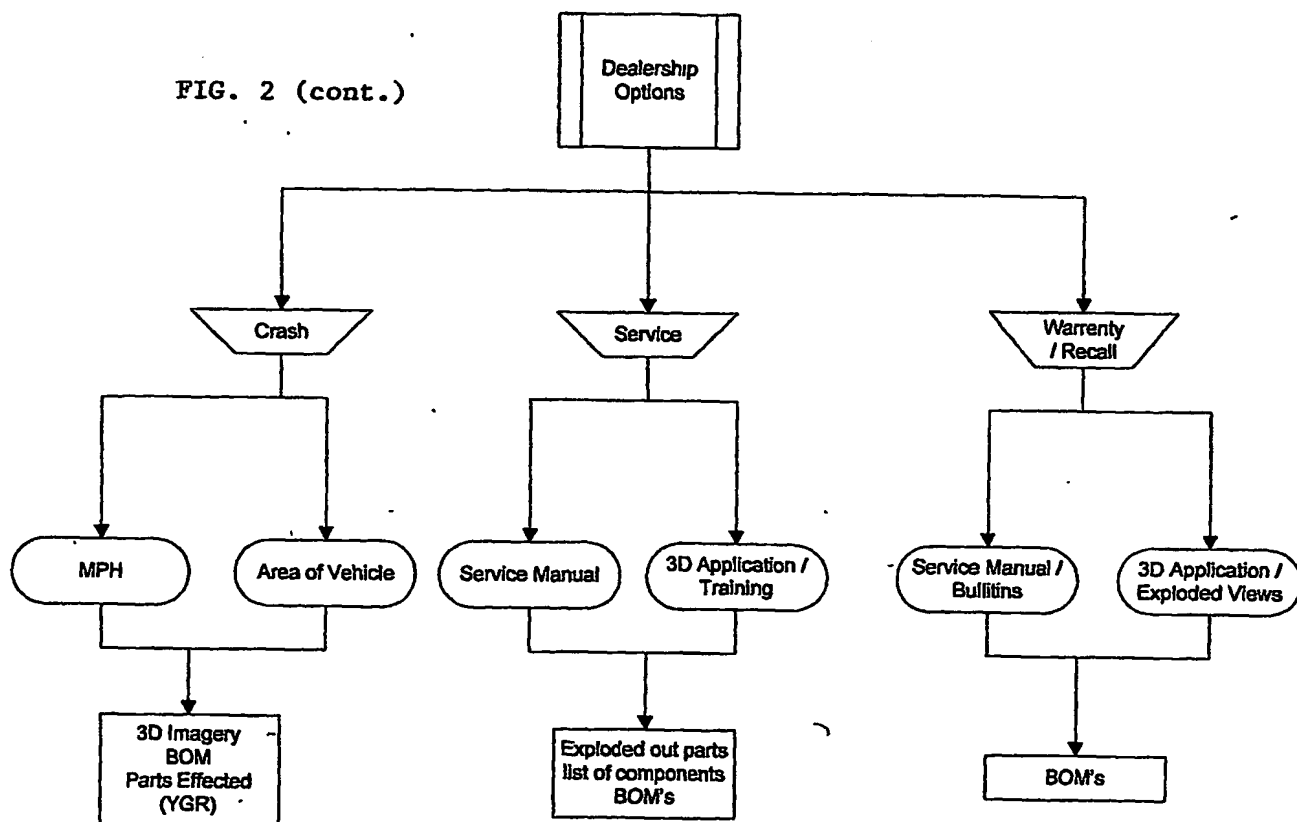 FIG. 2 (cont.)
Dealership
Options
Crash
Service
Warrenty
/ Recall
MPH
Area of Vehicle
Service Manual
3D Application /
Training
Service Manual /
Bullitins
3D Application /
Exploded Views
3D Imagery
BOM
Parts Effected
(YGR)
Exploded out parts
list of components
BOM's
BOM's